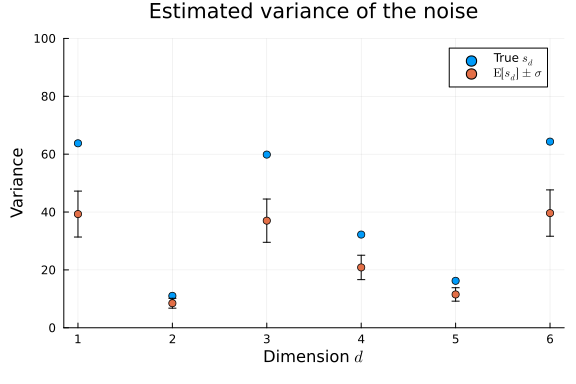 Estimated variance of the noise
100
80
60
40
20
0
Variance
True s_d
E[s_d] ± σ
1 2 3 4 5 6
Dimension d